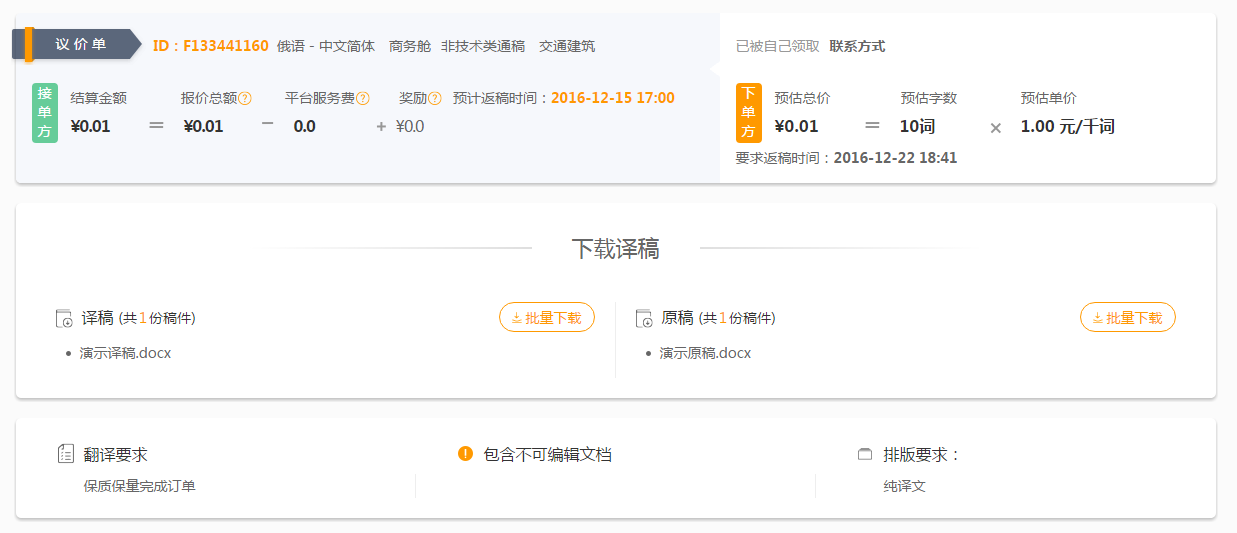 议价单 ID：F133441160 俄语 - 中文简体 商务舱 非技术类通稿 交通建筑 已被自己领取 联系方式
接单方 结算金额 报价总额? 平台服务费? 奖励? 预计返稿时间：2016-12-15 17:00
¥0.01 = ¥0.01 − 0.0 + ¥0.0
下单方 预估总价 预估字数 预估单价
¥0.01 = 10词 × 1.00 元/千词
要求返稿时间：2016-12-22 18:41
下载译稿
译稿 (共1份稿件) 批量下载
• 演示译稿.docx
原稿 (共1份稿件) 批量下载
• 演示原稿.docx
翻译要求
保质保量完成订单
! 包含不可编辑文档
排版要求：
纯译文